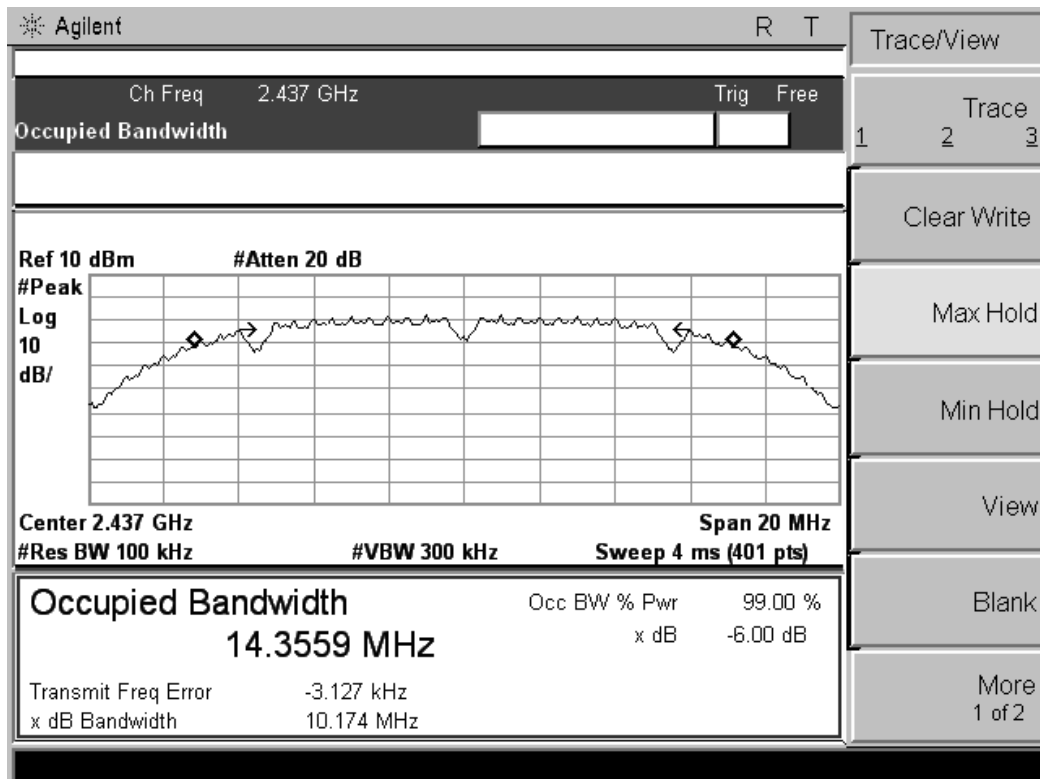 Agilent R T
Trace/View
Ch Freq 2.437 GHz Trig Free
Occupied Bandwidth
Trace
1 2 3
Clear Write
Max Hold
Min Hold
View
Blank
More
1 of 2
Ref 10 dBm #Atten 20 dB
#Peak
Log
10
dB/
Center 2.437 GHz Span 20 MHz
#Res BW 100 kHz #VBW 300 kHz Sweep 4 ms (401 pts)
Occupied Bandwidth Occ BW % Pwr 99.00 %
14.3559 MHz x dB -6.00 dB
Transmit Freq Error -3.127 kHz
x dB Bandwidth 10.174 MHz